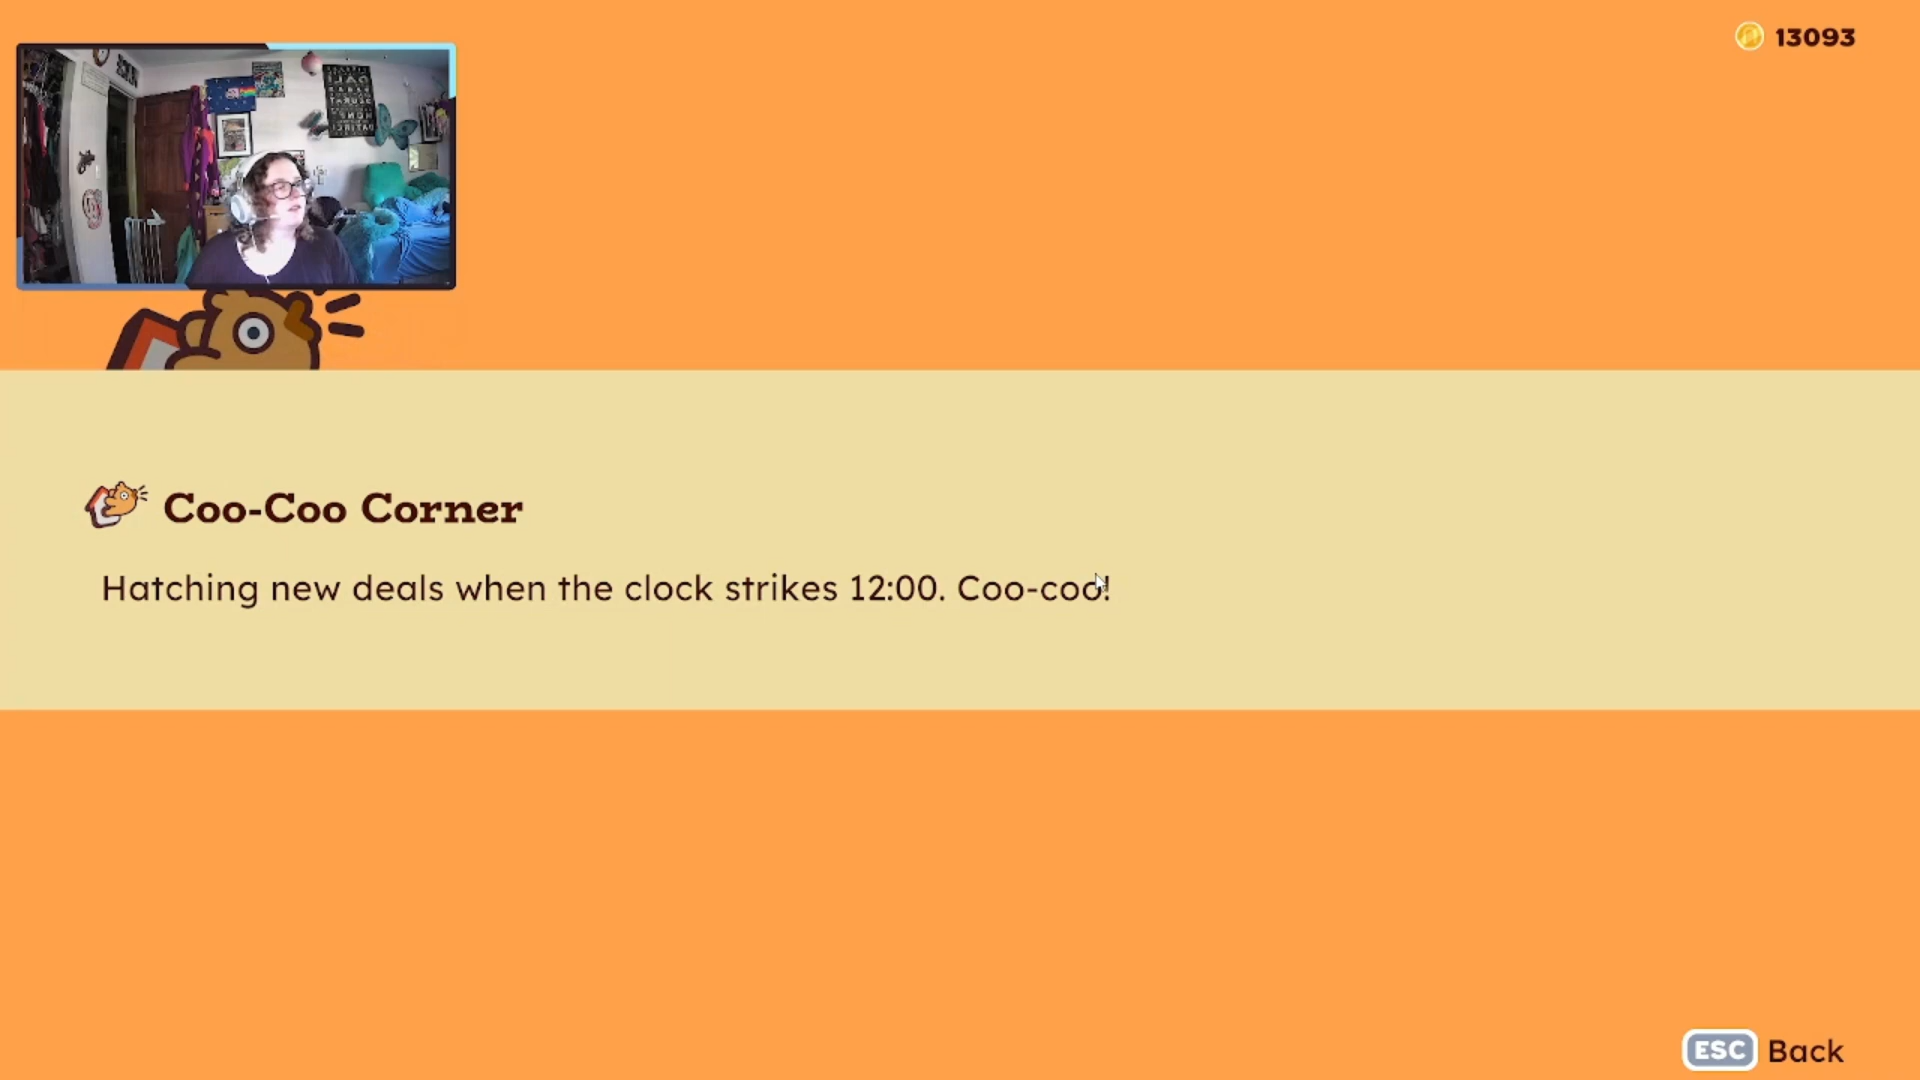 13093
Coo-Coo Corner
Hatching new deals when the clock strikes 12:00. Coo-coo!
ESC Back